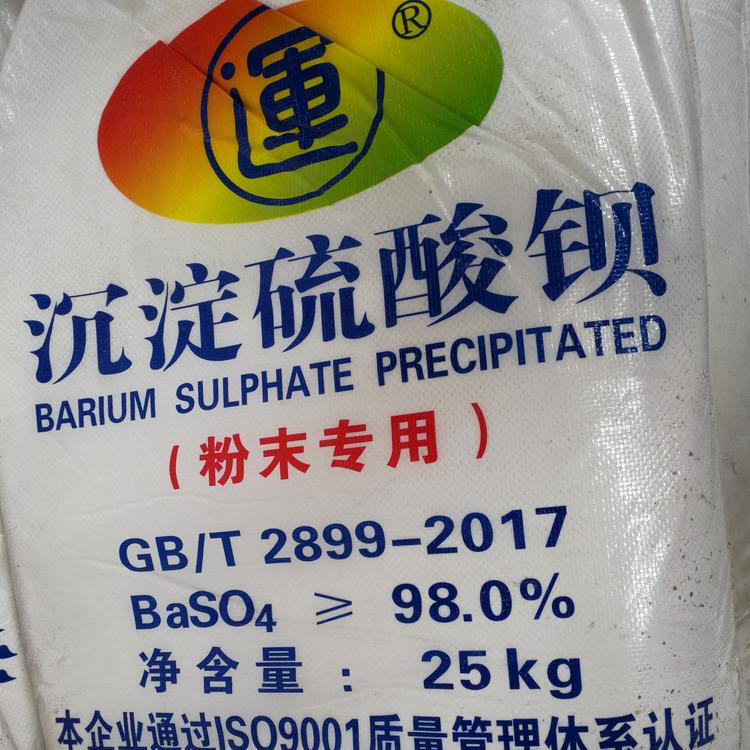 運®
沉淀硫酸钡
BARIUM SULPHATE PRECIPITATED
(粉末专用)
GB/T 2899-2017
BaSO4 ≥ 98.0%
净含量: 25kg
本企业通过ISO9001质量管理体系认证